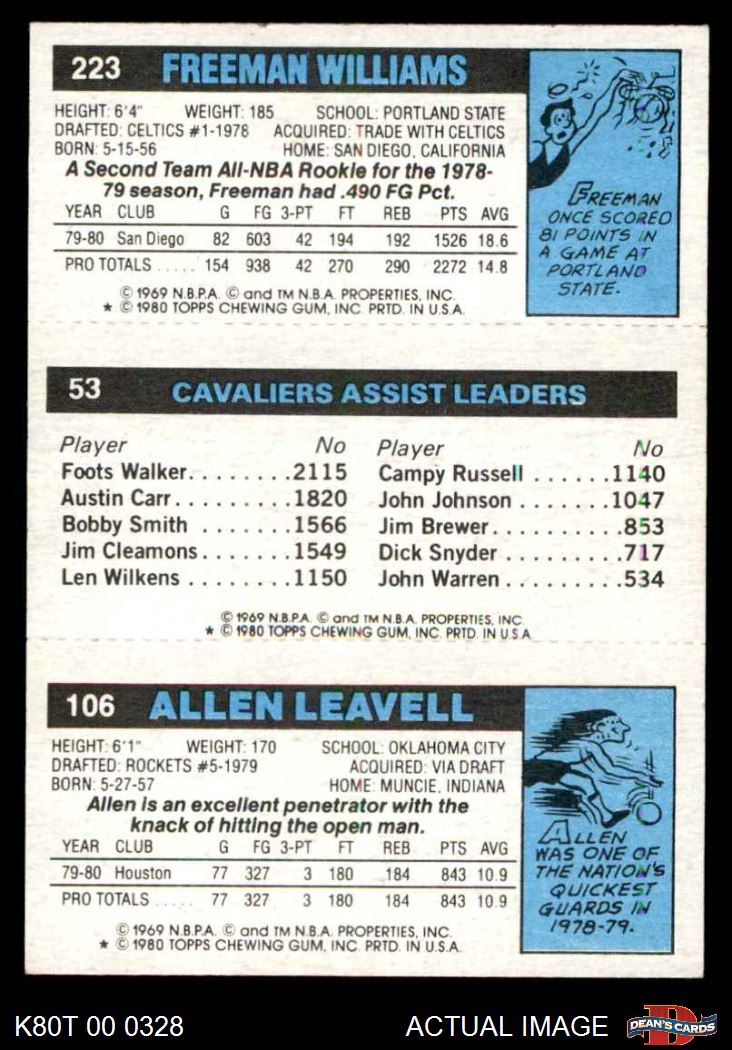 223 FREEMAN WILLIAMS
HEIGHT: 6'4" WEIGHT: 185 SCHOOL: PORTLAND STATE
DRAFTED: CELTICS #1-1978 ACQUIRED: TRADE WITH CELTICS
BORN: 5-15-56 HOME: SAN DIEGO, CALIFORNIA
A Second Team All-NBA Rookie for the 1978-
79 season, Freeman had .490 FG Pct.
YEAR CLUB G FG 3-PT FT REB PTS AVG
79-80 San Diego 82 603 42 194 192 1526 18.6
PRO TOTALS ..... 154 938 42 270 290 2272 14.8
© 1969 N.B.P.A. © and TM N.B.A. PROPERTIES, INC.
★ © 1980 TOPPS CHEWING GUM, INC. PRTD. IN U.S.A.
FREEMAN
ONCE SCORED
81 POINTS IN
A GAME AT
PORTLAND
STATE.
53 CAVALIERS ASSIST LEADERS
Player No Player No
Foots Walker. . . . . . . .2115 Campy Russell . . . . . .1140
Austin Carr. . . . . . . . .1820 John Johnson . . . . . .1047
Bobby Smith . . . . . . .1566 Jim Brewer. . . . . . . . .853
Jim Cleamons. . . . . . .1549 Dick Snyder . . . . . . . .717
Len Wilkens . . . . . . . .1150 John Warren . . . . . . . .534
© 1969 N.B.P.A. © and TM N.B.A. PROPERTIES, INC.
★ © 1980 TOPPS CHEWING GUM, INC. PRTD. IN U.S.A.
106 ALLEN LEAVELL
HEIGHT: 6'1" WEIGHT: 170 SCHOOL: OKLAHOMA CITY
DRAFTED: ROCKETS #5-1979 ACQUIRED: VIA DRAFT
BORN: 5-27-57 HOME: MUNCIE, INDIANA
Allen is an excellent penetrator with the
knack of hitting the open man.
YEAR CLUB G FG 3-PT FT REB PTS AVG
79-80 Houston 77 327 3 180 184 843 10.9
PRO TOTALS ..... 77 327 3 180 184 843 10.9
© 1969 N.B.P.A. © and TM N.B.A. PROPERTIES, INC.
★ © 1980 TOPPS CHEWING GUM, INC. PRTD. IN U.S.A.
ALLEN
WAS ONE OF
THE NATION'S
QUICKEST
GUARDS IN
1978-79.
K80T 00 0328 ACTUAL IMAGE D DEAN'S CARDS